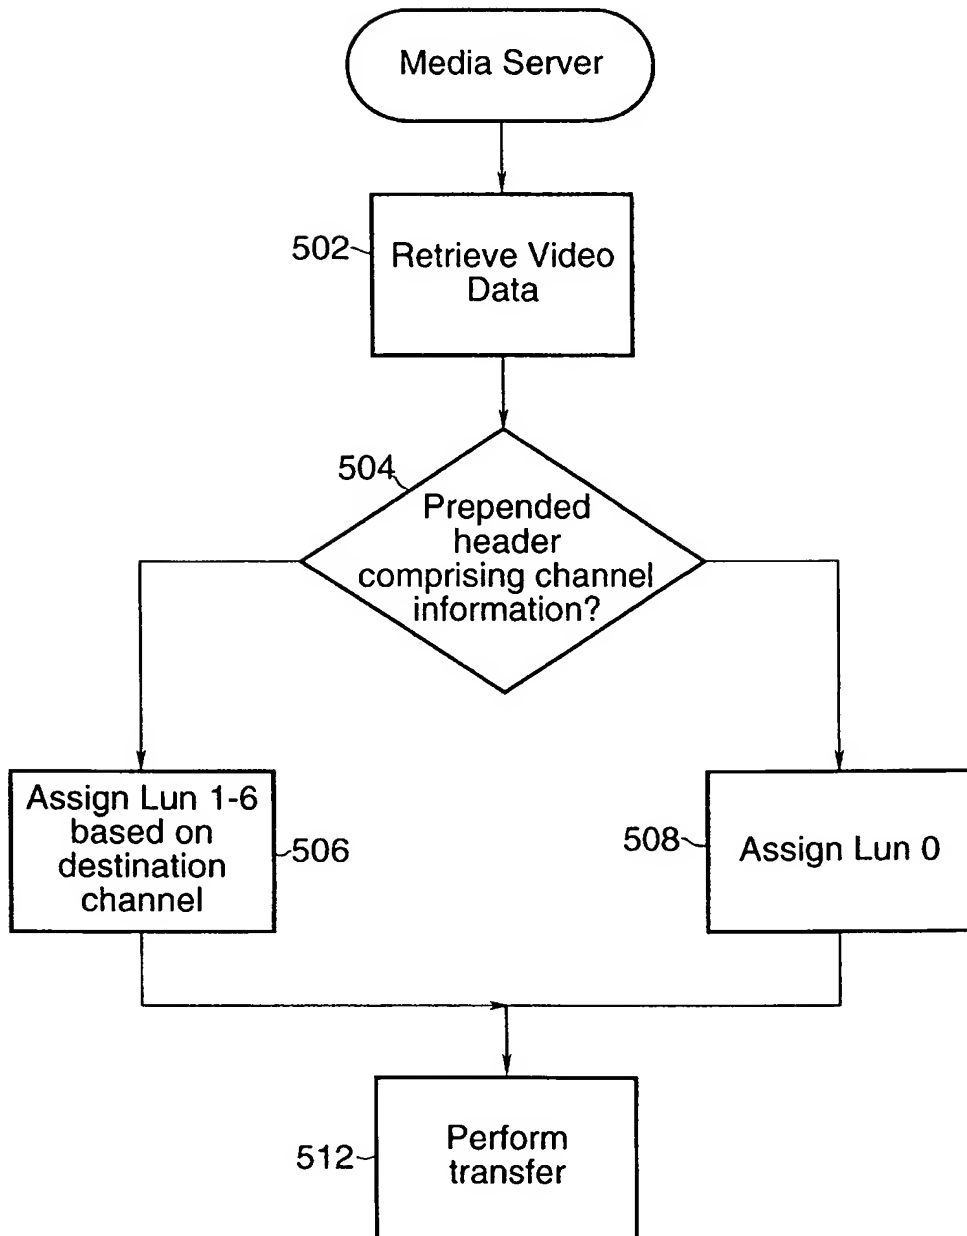 Media Server
502
Retrieve Video
Data
504
Prepended
header
comprising channel
information?
Assign Lun 1-6
based on
destination
channel
506
508
Assign Lun 0
512
Perform
transfer